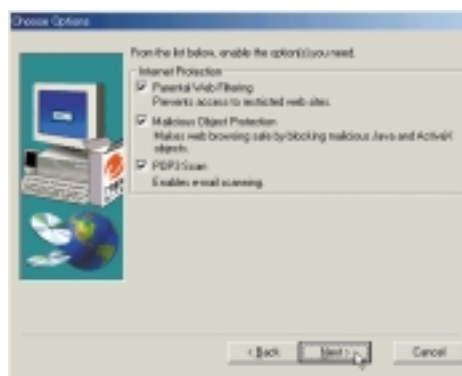 Choose Options
From the list below, enable the option(s) you need.
Internet Protection
Parental Web Filtering
Prevents access to restricted web sites.
Malicious Object Protection
Makes web browsing safe by blocking malicious Java and ActiveX
objects.
POP3 Scan
Enables e-mail scanning.
< Back
Next >
Cancel